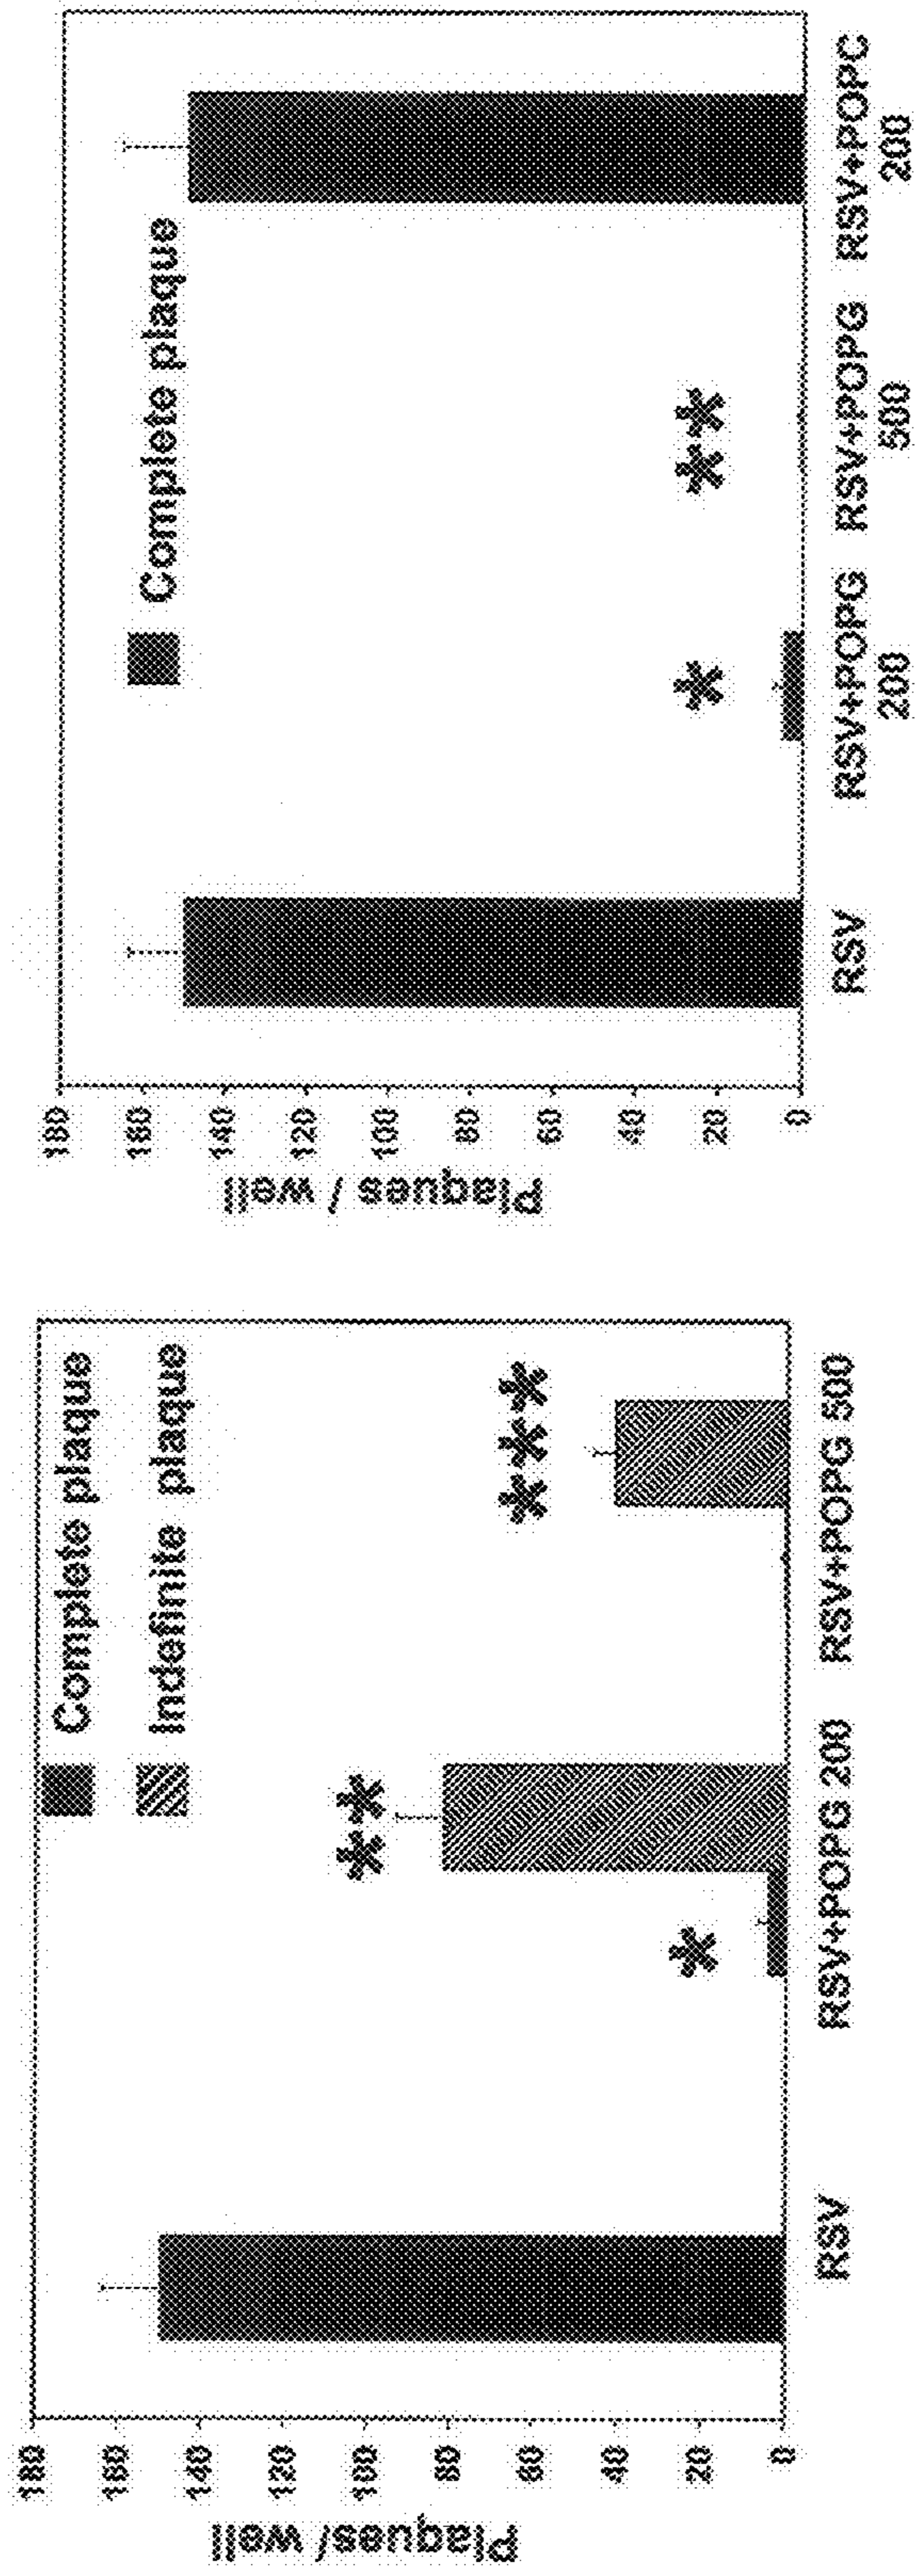 Complete plaque
Indefinite plaque
180
160
140
120
100
80
60
40
20
0
Plaques/ well
*
**
***
RSV
RSV+POPG 200
RSV+POPG 500
Complete plaque
180
160
140
120
100
80
60
40
20
0
Plaques / well
*
**
RSV
RSV+POPG
200
RSV+POPG
500
RSV+POPC
200